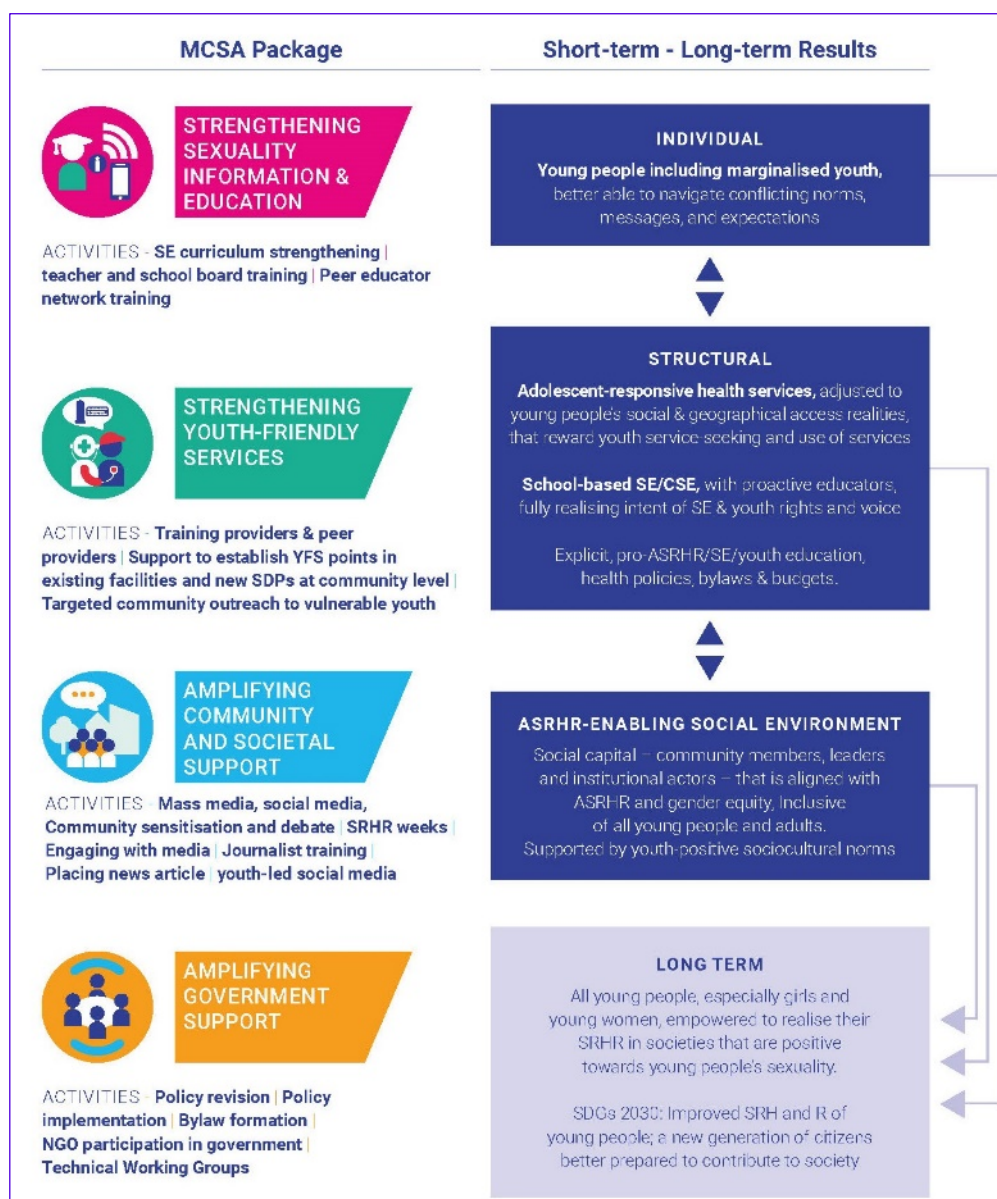 MCSA Package
STRENGTHENING
SEXUALITY
INFORMATION &
EDUCATION
ACTIVITIES - SE curriculum strengthening |
teacher and school board training | Peer educator
network training
STRENGTHENING
YOUTH-FRIENDLY
SERVICES
ACTIVITIES - Training providers & peer
providers | Support to establish YFS points in
existing facilities and new SDPs at community level |
Targeted community outreach to vulnerable youth
AMPLIFYING
COMMUNITY
AND SOCIETAL
SUPPORT
ACTIVITIES - Mass media, social media,
Community sensitisation and debate | SRHR weeks |
Engaging with media | Journalist training |
Placing news article | youth-led social media
AMPLIFYING
GOVERNMENT
SUPPORT
ACTIVITIES - Policy revision | Policy
implementation | Bylaw formation |
NGO participation in government |
Technical Working Groups
Short-term - Long-term Results
INDIVIDUAL
Young people including marginalised youth,
better able to navigate conflicting norms,
messages, and expectations
STRUCTURAL
Adolescent-responsive health services, adjusted to
young people's social & geographical access realities,
that reward youth service-seeking and use of services
School-based SE/CSE, with proactive educators,
fully realising intent of SE & youth rights and voice
Explicit, pro-ASRHR/SE/youth education,
health policies, bylaws & budgets.
ASRHR-ENABLING SOCIAL ENVIRONMENT
Social capital – community members, leaders
and institutional actors – that is aligned with
ASRHR and gender equity, Inclusive
of all young people and adults.
Supported by youth-positive sociocultural norms
LONG TERM
All young people, especially girls and
young women, empowered to realise their
SRHR in societies that are positive
towards young people's sexuality.
SDGs 2030: Improved SRH and R of
young people; a new generation of citizens
better prepared to contribute to society